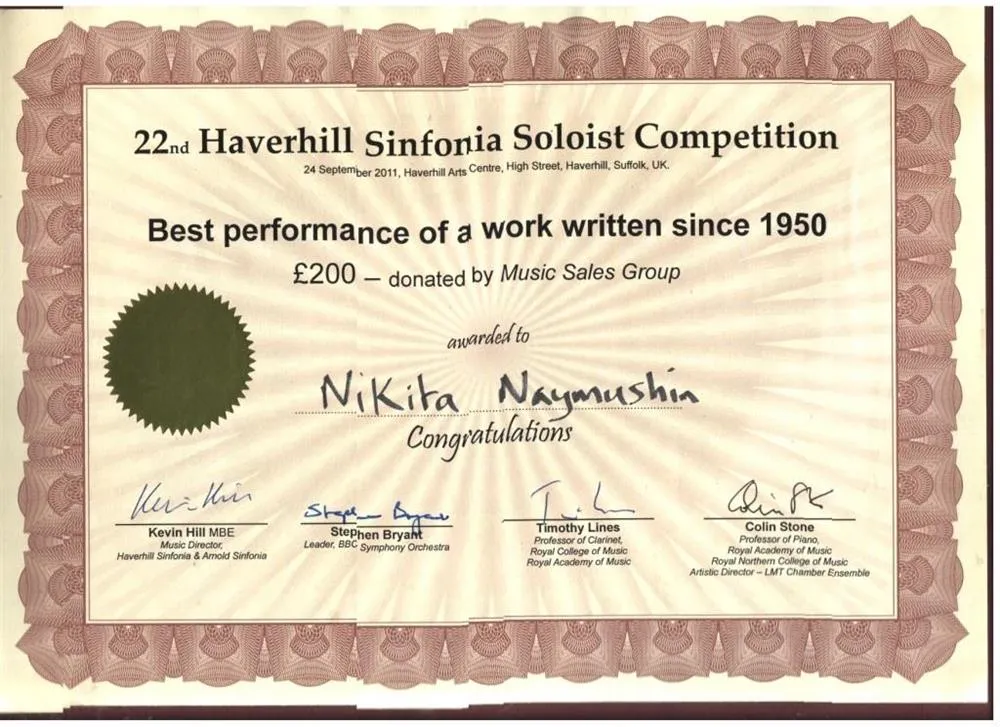 22nd Haverhill Sinfonia Soloist Competition
24 September 2011, Haverhill Arts Centre, High Street, Haverhill, Suffolk, UK.
Best performance of a work written since 1950
£200 – donated by Music Sales Group
awarded to
Nikita Naymushin
Congratulations
Kevin Hill
Stephen Bryant
Kevin Hill MBE
Music Director,
Haverhill Sinfonia & Arnold Sinfonia
Stephen Bryant
Leader, BBC Symphony Orchestra
Timothy Lines
Professor of Clarinet,
Royal College of Music
Royal Academy of Music
Colin Stone
Professor of Piano,
Royal Academy of Music
Royal Northern College of Music
Artistic Director – LMT Chamber Ensemble